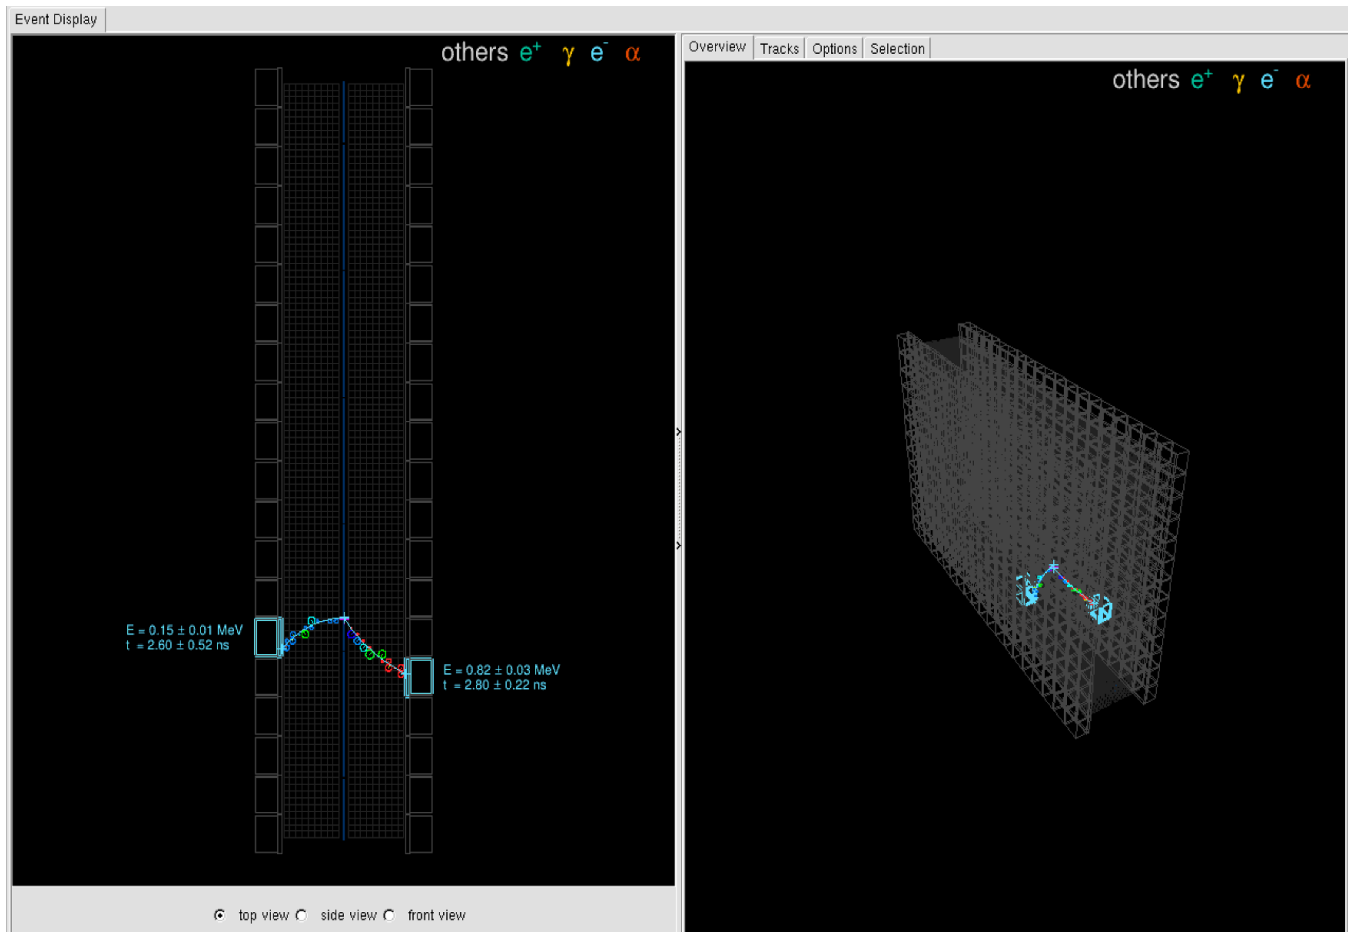 Event Display
others e⁺ γ e⁻ α
E = 0.15 ± 0.01 MeV
t = 2.60 ± 0.52 ns
E = 0.82 ± 0.03 MeV
t = 2.80 ± 0.22 ns
top view side view front view
Overview Tracks Options Selection
others e⁺ γ e⁻ α